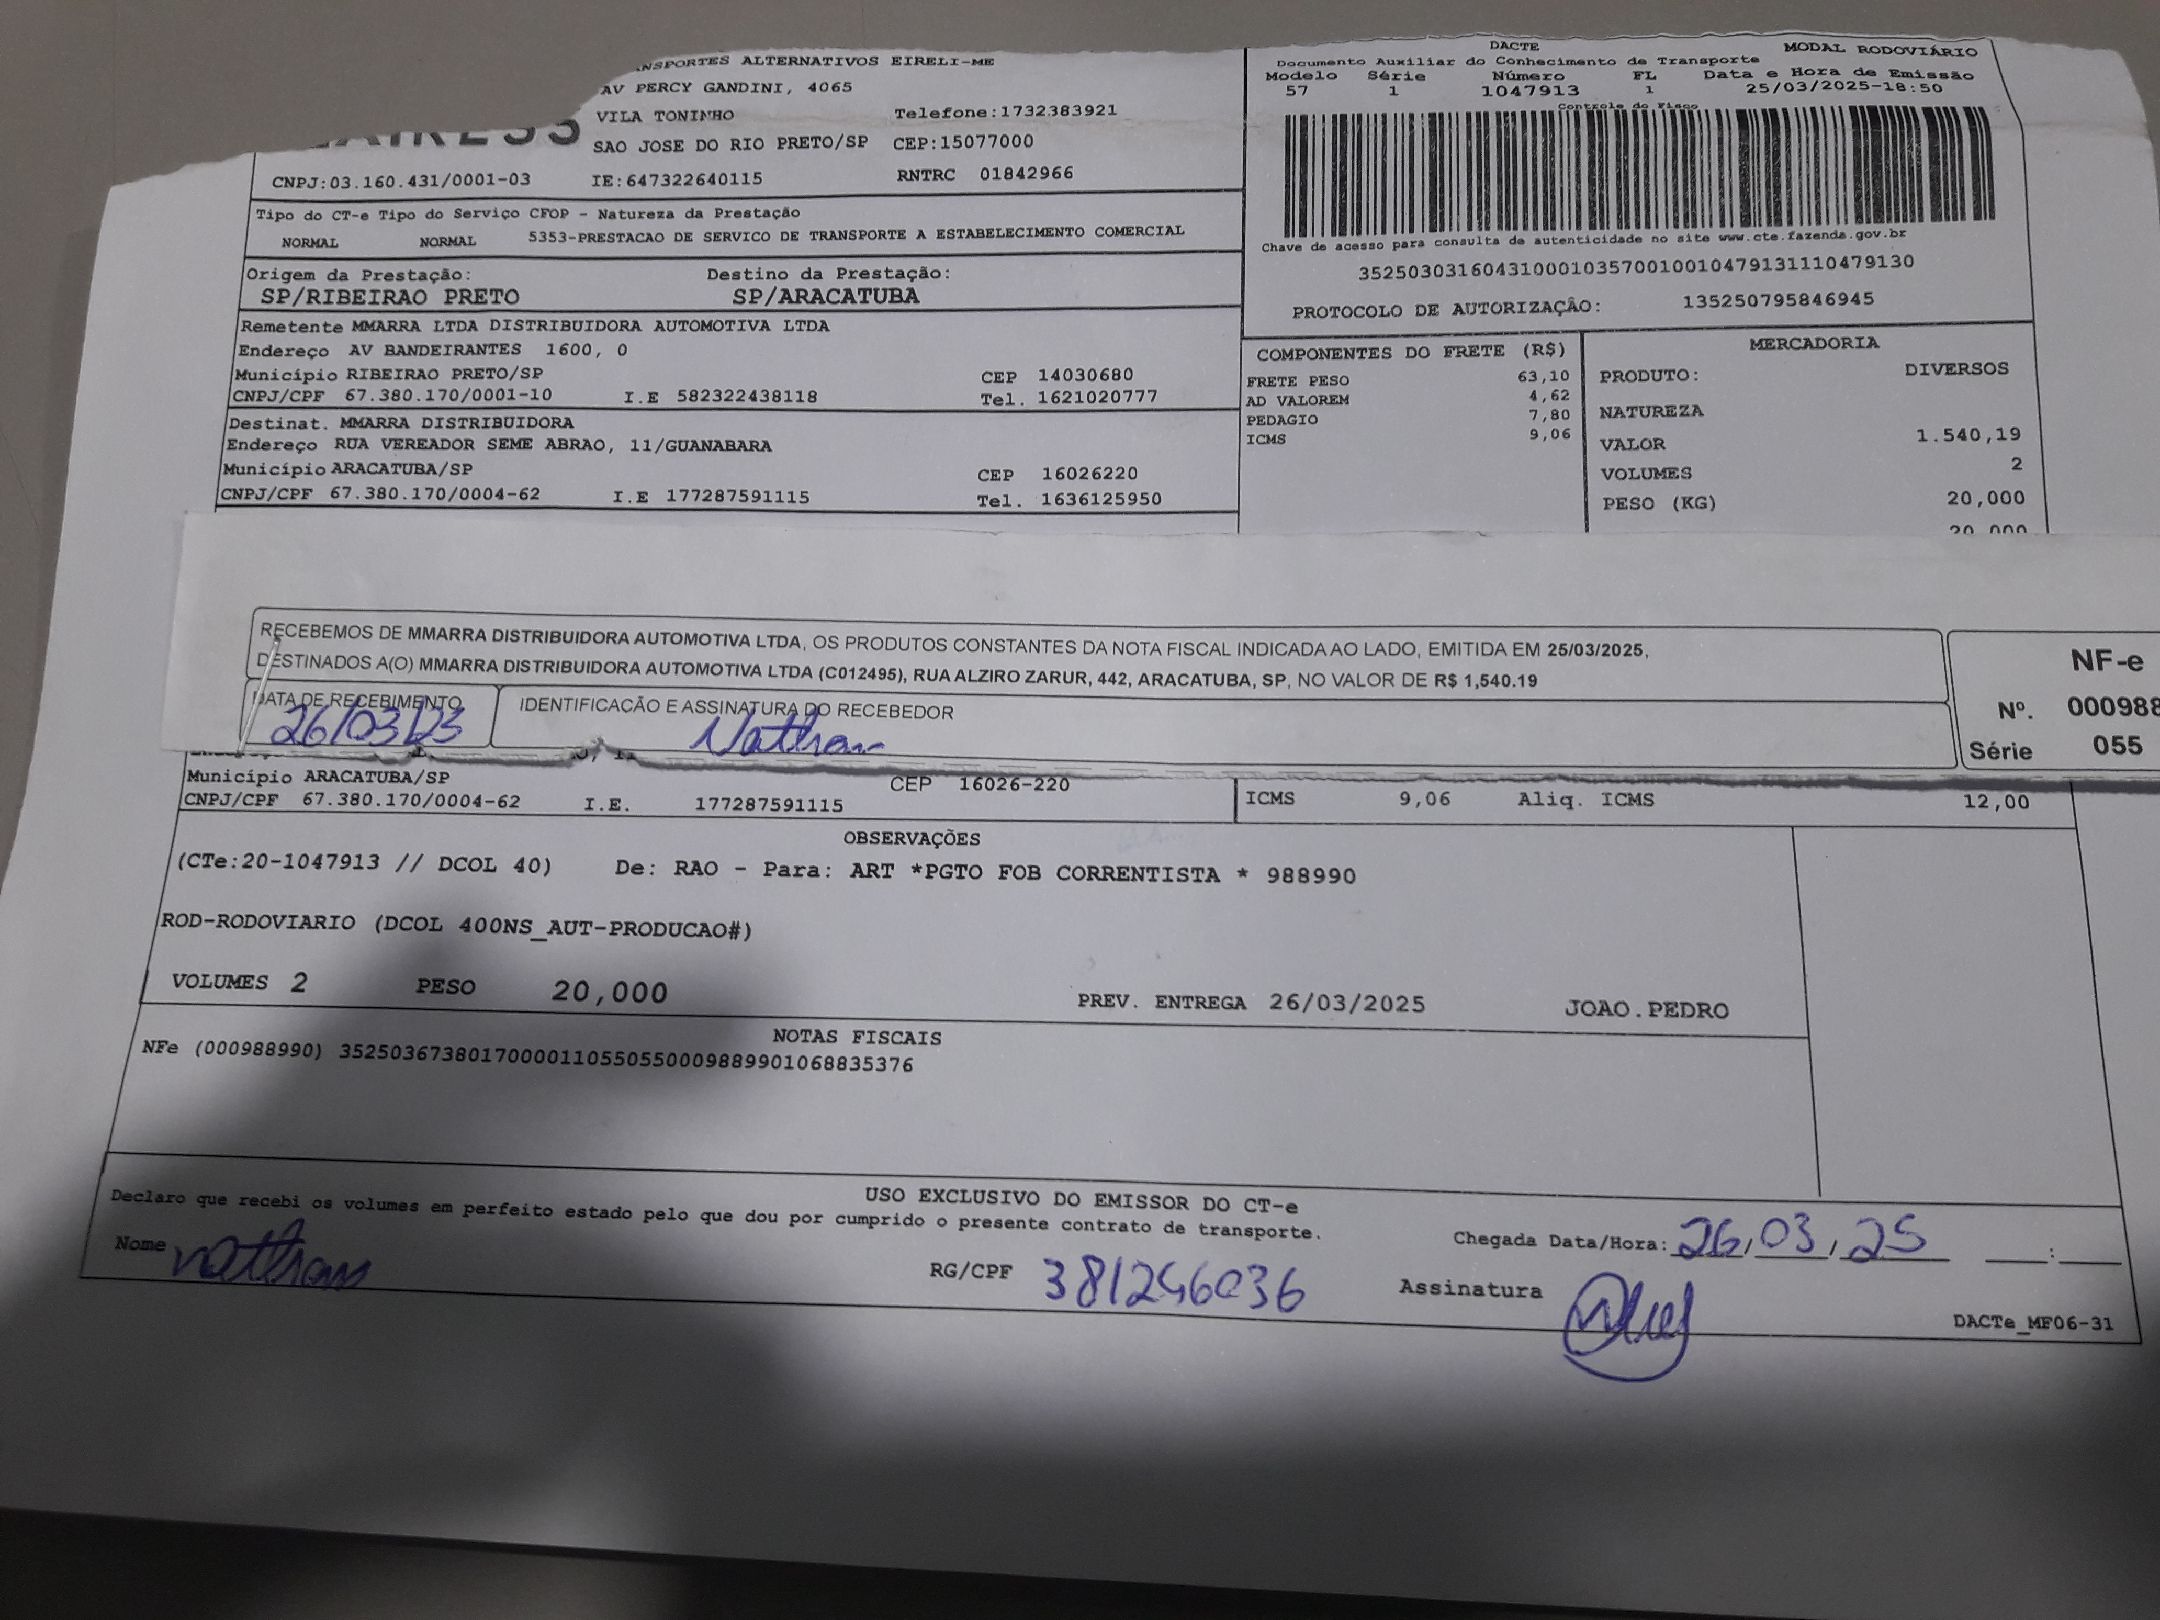 TRANSPORTES ALTERNATIVOS EIRELI-ME
AV PERCY GANDINI, 4065
VILA TONINHO Telefone:1732383921
SAO JOSE DO RIO PRETO/SP CEP:15077000
CNPJ:03.160.431/0001-03 IE:647322640115 RNTRC 01842966
Tipo do CT-e Tipo do Serviço CFOP - Natureza da Prestação
NORMAL NORMAL 5353-PRESTACAO DE SERVICO DE TRANSPORTE A ESTABELECIMENTO COMERCIAL
Origem da Prestação: Destino da Prestação:
SP/RIBEIRAO PRETO SP/ARACATUBA
Remetente MMARRA LTDA DISTRIBUIDORA AUTOMOTIVA LTDA
Endereço AV BANDEIRANTES 1600, 0
Município RIBEIRAO PRETO/SP CEP 14030680
CNPJ/CPF 67.380.170/0001-10 I.E 582322438118 Tel. 1621020777
Destinat. MMARRA DISTRIBUIDORA
Endereço RUA VEREADOR SEME ABRAO, 11/GUANABARA
Município ARACATUBA/SP CEP 16026220
CNPJ/CPF 67.380.170/0004-62 I.E 177287591115 Tel. 1636125950
DACTE MODAL RODOVIÁRIO
Documento Auxiliar do Conhecimento de Transporte
Modelo Série Número FL Data e Hora de Emissão
57 1 1047913 1 25/03/2025-18:50
Controle do Fisco
Chave de acesso para consulta de autenticidade no site www.cte.fazenda.gov.br
35250303160431000103570010010479131110479130
PROTOCOLO DE AUTORIZAÇÃO: 135250795846945
COMPONENTES DO FRETE (R$)
FRETE PESO 63,10
AD VALOREM 4,62
PEDAGIO 7,80
ICMS 9,06
MERCADORIA
PRODUTO: DIVERSOS
NATUREZA
VALOR 1.540,19
VOLUMES 2
PESO (KG) 20,000
20,000
RECEBEMOS DE MMARRA DISTRIBUIDORA AUTOMOTIVA LTDA, OS PRODUTOS CONSTANTES DA NOTA FISCAL INDICADA AO LADO, EMITIDA EM 25/03/2025,
DESTINADOS A(O) MMARRA DISTRIBUIDORA AUTOMOTIVA LTDA (C012495), RUA ALZIRO ZARUR, 442, ARACATUBA, SP, NO VALOR DE R$ 1,540.19
DATA DE RECEBIMENTO IDENTIFICAÇÃO E ASSINATURA DO RECEBEDOR
26/03/23 Nathan
NF-e
Nº. 000988
Série 055
Município ARACATUBA/SP CEP 16026-220
CNPJ/CPF 67.380.170/0004-62 I.E. 177287591115
ICMS 9,06 Aliq. ICMS 12,00
OBSERVAÇÕES
(CTe:20-1047913 // DCOL 40) De: RAO - Para: ART *PGTO FOB CORRENTISTA * 988990
ROD-RODOVIARIO (DCOL 400NS_AUT-PRODUCAO#)
VOLUMES 2 PESO 20,000 PREV. ENTREGA 26/03/2025 JOAO.PEDRO
NOTAS FISCAIS
NFe (000988990) 35250367380170000110550550009889901068835376
USO EXCLUSIVO DO EMISSOR DO CT-e
Declaro que recebi os volumes em perfeito estado pelo que dou por cumprido o presente contrato de transporte.
Chegada Data/Hora: 26/03/25 :
Nome Nathan RG/CPF 381246036 Assinatura
DACTe_MF06-31